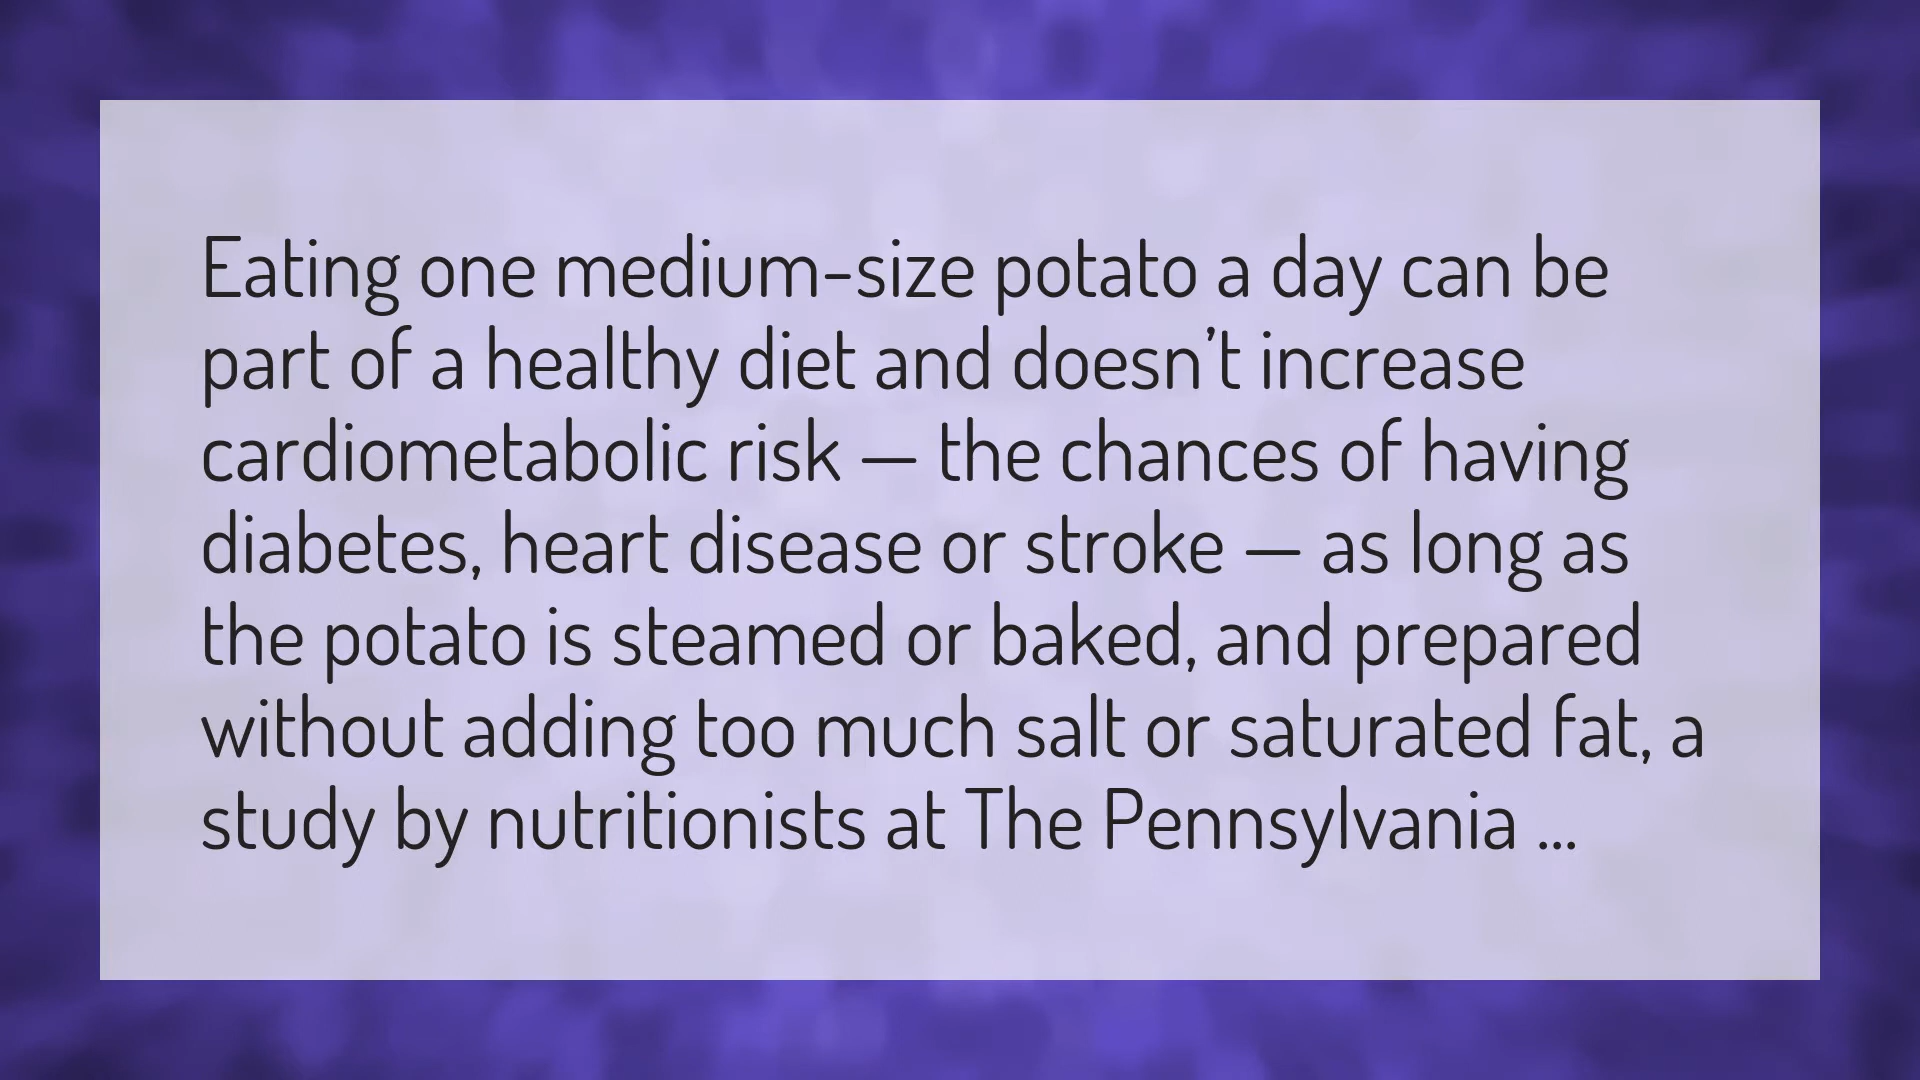 Eating one medium-size potato a day can be
part of a healthy diet and doesn’t increase
cardiometabolic risk — the chances of having
diabetes, heart disease or stroke — as long as
the potato is steamed or baked, and prepared
without adding too much salt or saturated fat, a
study by nutritionists at The Pennsylvania ...